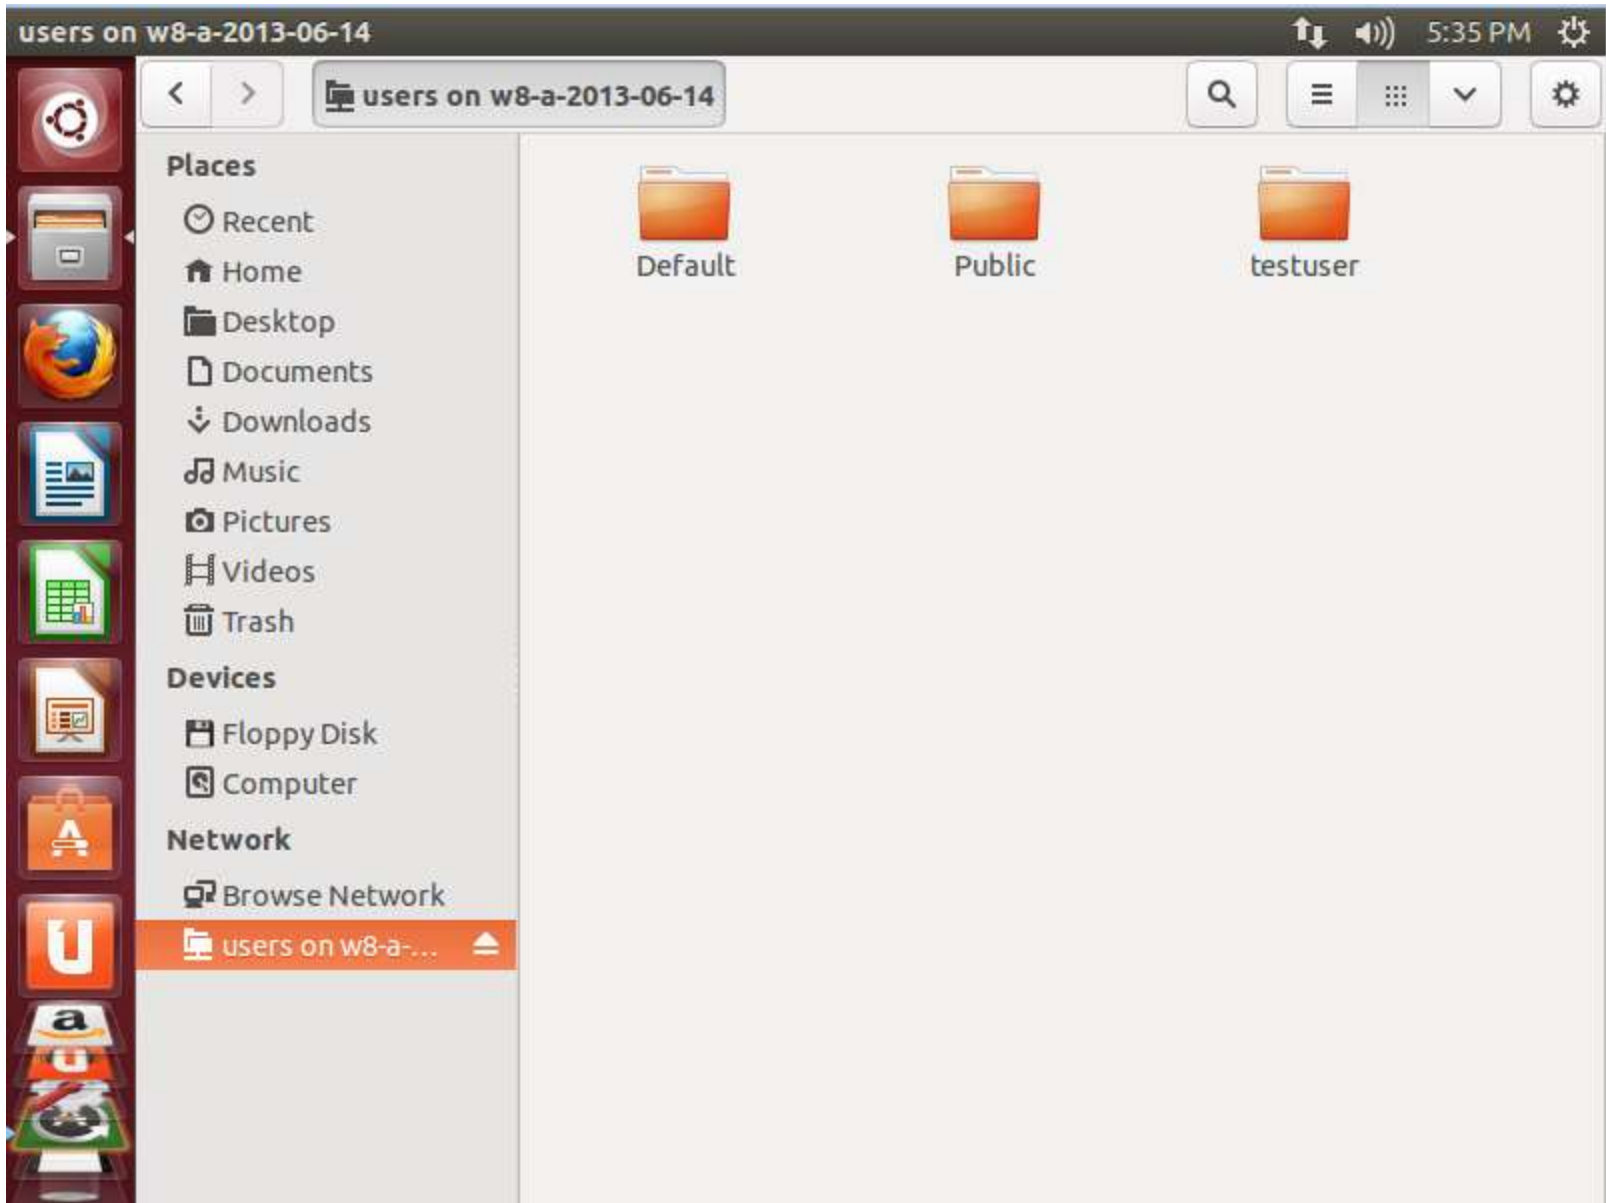 users on w8-a-2013-06-14
5:35 PM
users on w8-a-2013-06-14
Places
Recent
Home
Desktop
Documents
Downloads
Music
Pictures
Videos
Trash
Devices
Floppy Disk
Computer
Network
Browse Network
users on w8-a-...
Default
Public
testuser